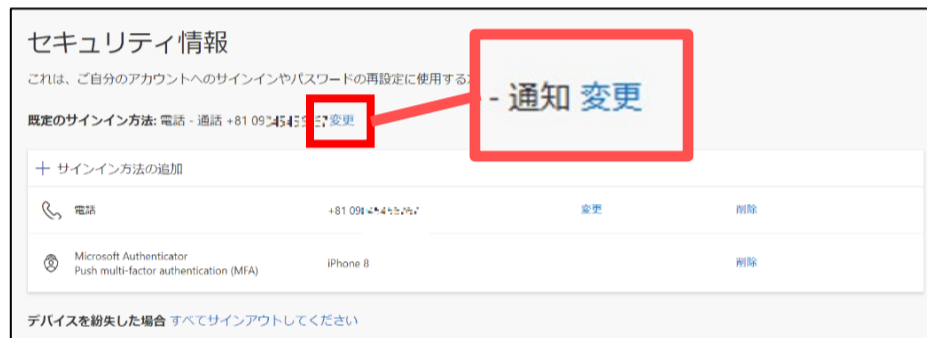 セキュリティ情報
これは、ご自分のアカウントへのサインインやパスワードの再設定に使用する
- 通知 変更
既定のサインイン方法: 電話 - 通話 +81 09 変更
+ サインイン方法の追加
電話 +81 09 変更 削除
Microsoft Authenticator
Push multi-factor authentication (MFA) iPhone 8 削除
デバイスを紛失した場合 すべてサインアウトしてください